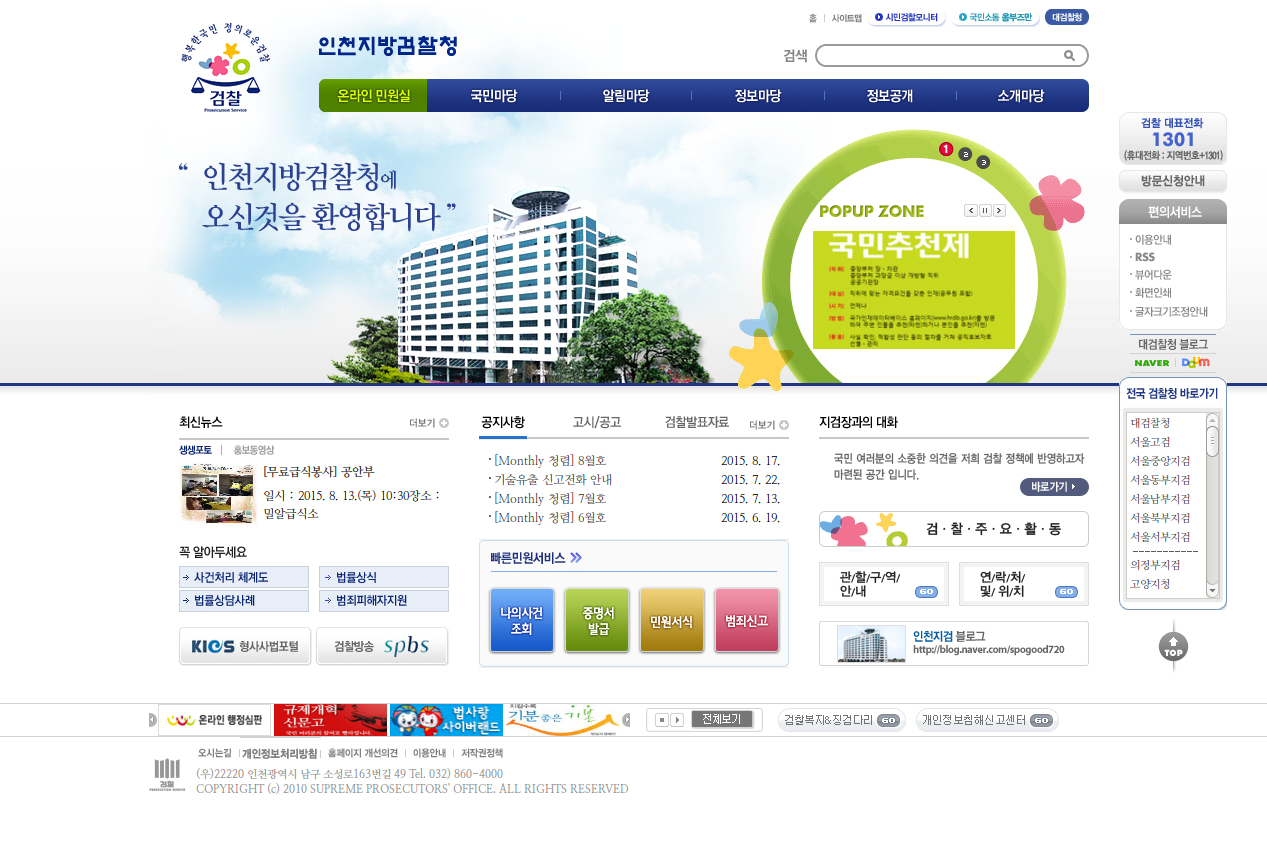 홈
사이트맵
시민검찰모니터
국민소통 옴부즈만
대검찰청
행복한국민 정의로운검찰
검찰
Prosecution Service
인천지방검찰청
검색
온라인 민원실
국민마당
알림마당
정보마당
정보공개
소개마당
“ 인천지방검찰청에
오신것을 환영합니다 ”
1 2 3
POPUP ZONE
국민추천제
검찰 대표전화
1301
(휴대전화 : 지역번호+1301)
방문신청안내
편의서비스
· 이용안내
· RSS
· 뷰어다운
· 화면인쇄
· 글자크기조정안내
대검찰청 블로그
NAVER
Daum
전국 검찰청 바로가기
대검찰청
서울고검
서울중앙지검
서울동부지검
서울남부지검
서울북부지검
서울서부지검
------------
의정부지검
고양지청
TOP
최신뉴스
더보기
생생포토
홍보동영상
[무료급식봉사] 공안부
일시 : 2015. 8. 13.(목) 10:30장소 :
밀알급식소
꼭 알아두세요
사건처리 체계도
법률상식
법률상담사례
범죄피해자지원
KICS 형사사법포털
검찰방송 spbs
공지사항
고시/공고
검찰발표자료
더보기
· [Monthly 청렴] 8월호 2015. 8. 17.
· 기술유출 신고전화 안내 2015. 7. 22.
· [Monthly 청렴] 7월호 2015. 7. 13.
· [Monthly 청렴] 6월호 2015. 6. 19.
빠른민원서비스
나의사건
조회
증명서
발급
민원서식
범죄신고
지검장과의 대화
국민 여러분의 소중한 의견을 저희 검찰 정책에 반영하고자
마련된 공간 입니다.
바로가기
검·찰·주·요·활·동
관/할/구/역/
안/내
GO
연/락/처/
및/ 위/치
GO
인천지검 블로그
http://blog.naver.com/spogood720
온라인 행정심판
규제개혁
신문고
법사랑
사이버랜드
기분좋은 기본
전체보기
검찰복지&징검다리 GO
개인정보침해신고센터 GO
오시는길
개인정보처리방침
홈페이지 개선의견
이용안내
저작권정책
검찰
PROSECUTION SERVICE
(우)22220 인천광역시 남구 소성로163번길 49 Tel. 032) 860-4000
COPYRIGHT (c) 2010 SUPREME PROSECUTORS' OFFICE. ALL RIGHTS RESERVED